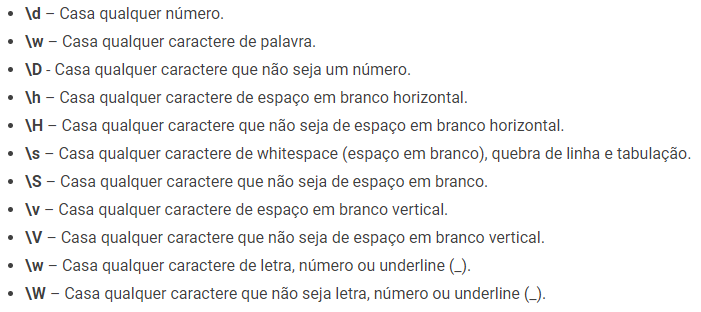 • \d – Casa qualquer número.
• \w – Casa qualquer caractere de palavra.
• \D - Casa qualquer caractere que não seja um número.
• \h – Casa qualquer caractere de espaço em branco horizontal.
• \H – Casa qualquer caractere que não seja de espaço em branco horizontal.
• \s – Casa qualquer caractere de whitespace (espaço em branco), quebra de linha e tabulação.
• \S – Casa qualquer caractere que não seja de espaço em branco.
• \v – Casa qualquer caractere de espaço em branco vertical.
• \V – Casa qualquer caractere que não seja de espaço em branco vertical.
• \w – Casa qualquer caractere de letra, número ou underline (_).
• \W – Casa qualquer caractere que não seja letra, número ou underline (_).